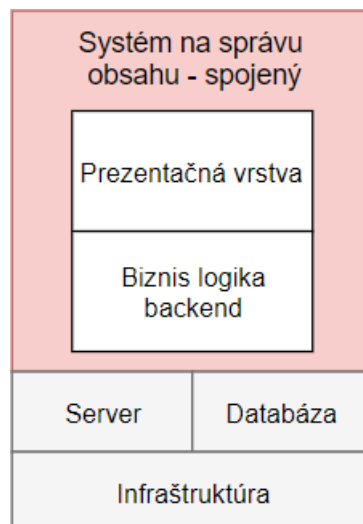 Systém na správu
obsahu - spojený
Prezentačná vrstva
Biznis logika
backend
Server
Databáza
Infraštruktúra